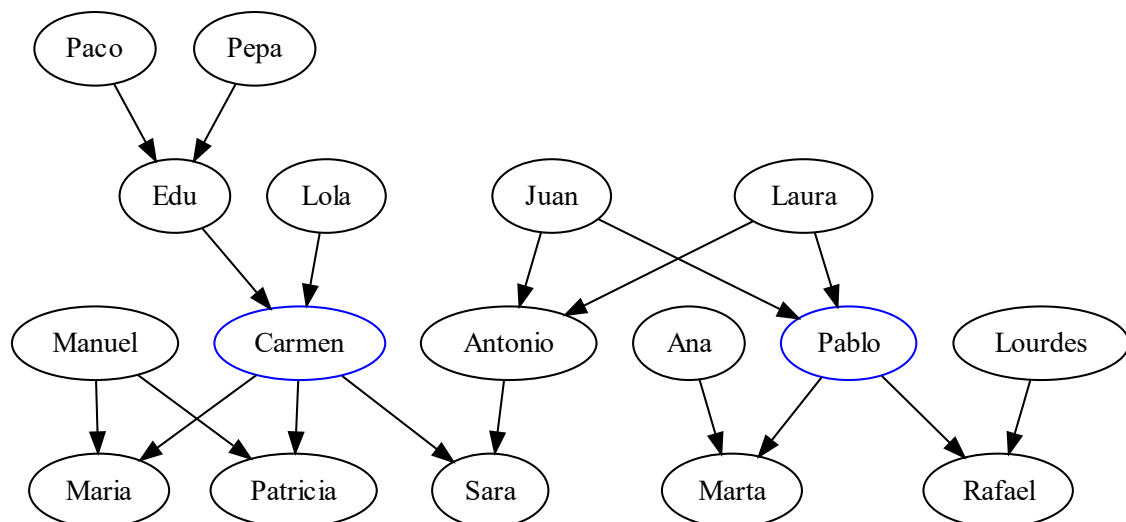 Paco Pepa
Edu Lola Juan Laura
Manuel Carmen Antonio Ana Pablo Lourdes
Maria Patricia Sara Marta Rafael